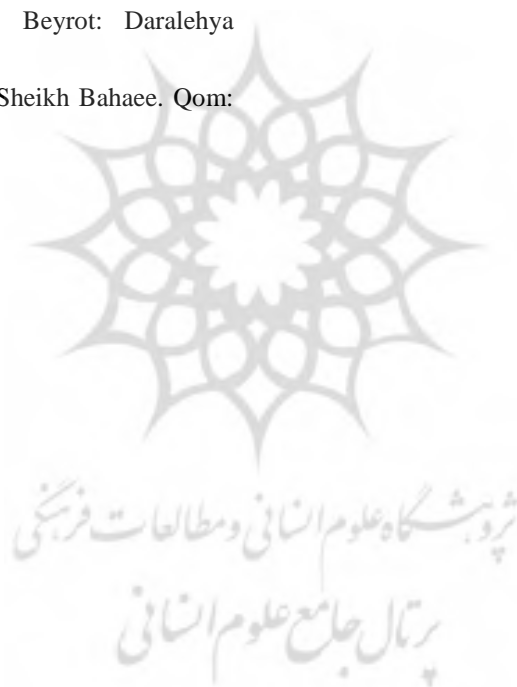 Beyrot: Daralehya
Sheikh Bahaee. Qom:
پژوهشگاه علوم انسانی و مطالعات فرهنگی
پرتال جامع علوم انسانی